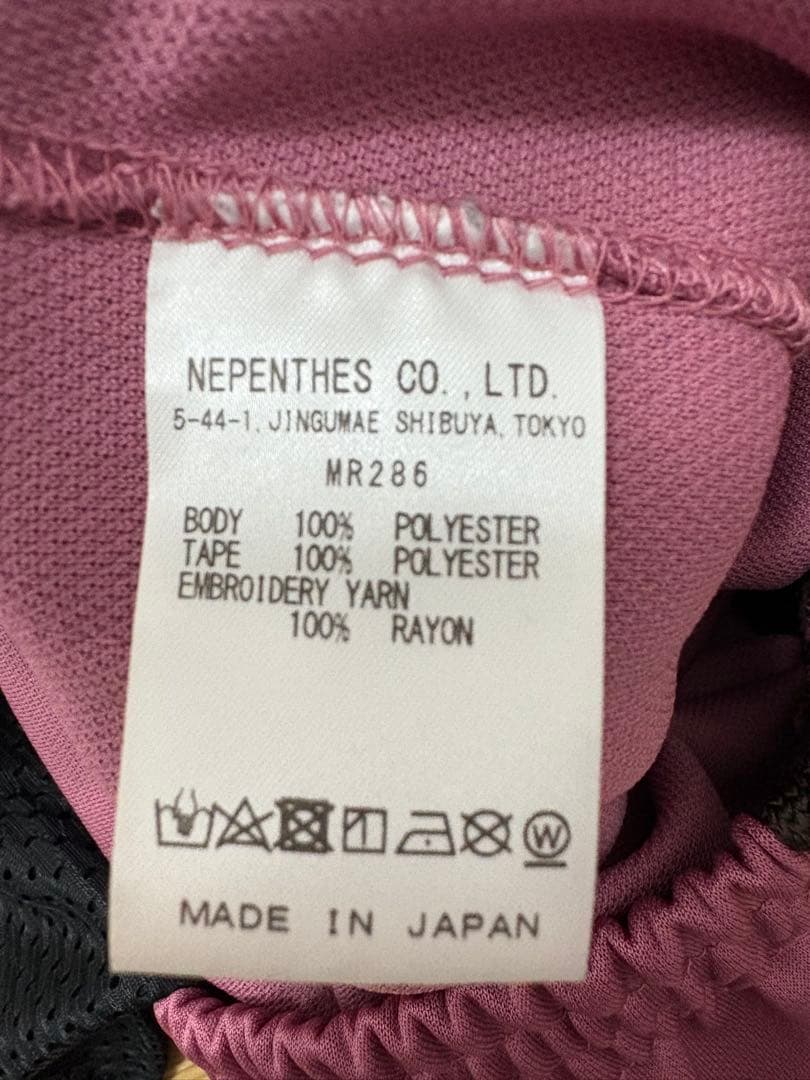 NEPENTHES CO.,LTD.
5-44-1,JINGUMAE SHIBUYA,TOKYO
MR286
BODY 100% POLYESTER
TAPE 100% POLYESTER
EMBROIDERY YARN
100% RAYON
W
MADE IN JAPAN